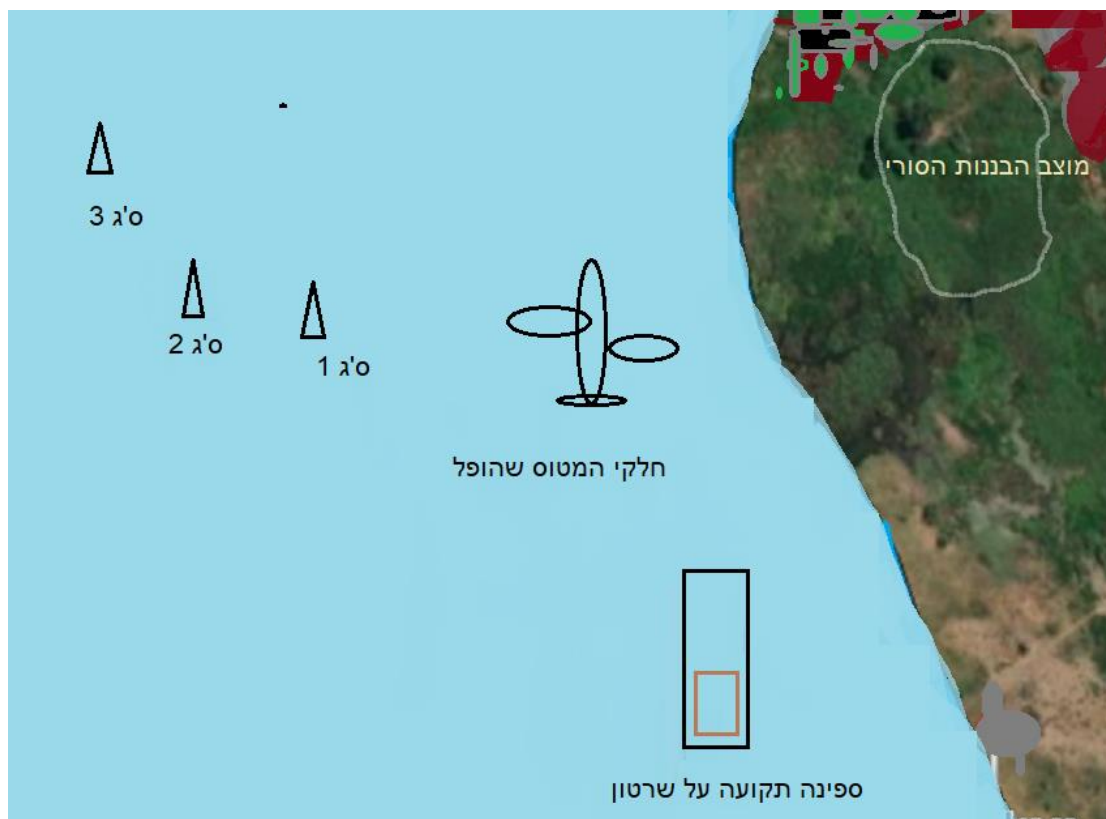 מוצב הבננות הסורי
ס'ג 3
ס'ג 2
ס'ג 1
חלקי המטוס שהופל
ספינה תקועה על שרטון